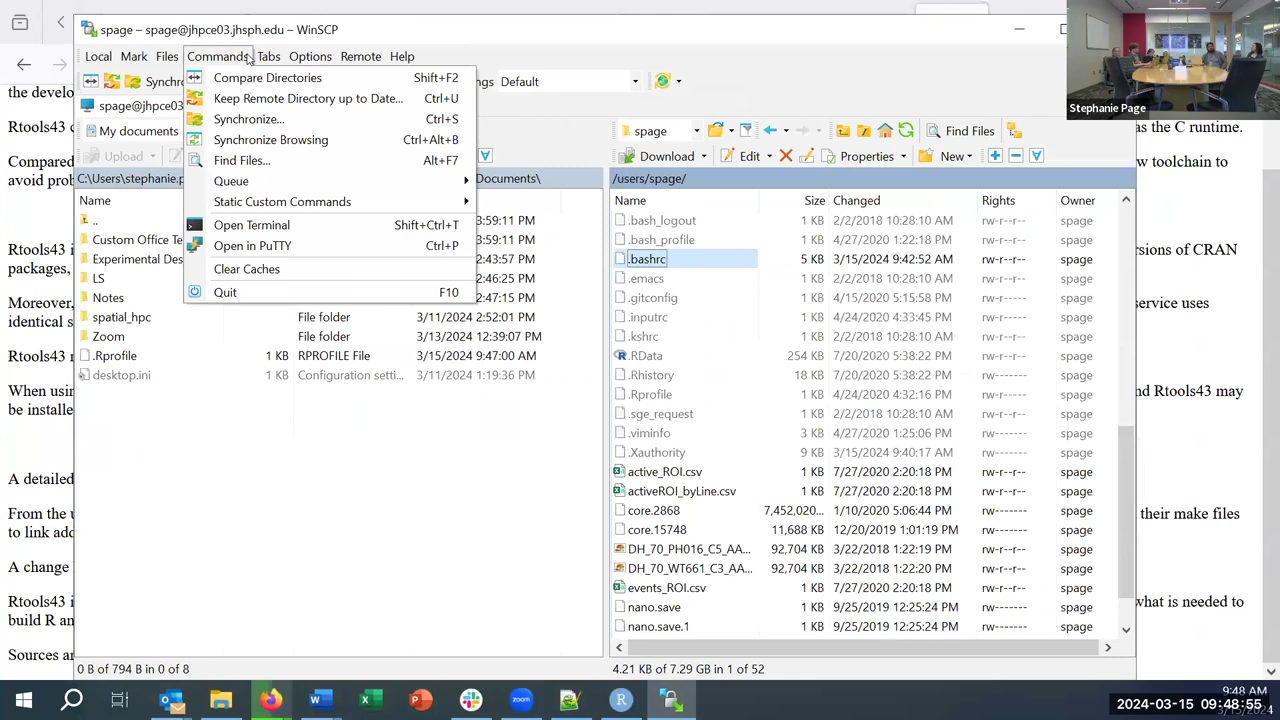 spage – spage@jhpce03.jhsph.edu – WinSCP
Local Mark Files Commands Tabs Options Remote Help
Synchro ngs Default
spage@jhpce03
My documents
Upload
C:\Users\stephanie.p Documents\
Name
..
Custom Office Te
Experimental Des
LS
Notes
spatial_hpc File folder 3/11/2024 2:52:01 PM
Zoom File folder 3/13/2024 12:39:07 PM
.Rprofile 1 KB RPROFILE File 3/15/2024 9:47:00 AM
desktop.ini 1 KB Configuration setti... 3/11/2024 1:19:36 PM
0 B of 794 B in 0 of 8
Compare Directories Shift+F2
Keep Remote Directory up to Date... Ctrl+U
Synchronize... Ctrl+S
Synchronize Browsing Ctrl+Alt+B
Find Files... Alt+F7
Queue
Static Custom Commands
Open Terminal Shift+Ctrl+T
Open in PuTTY Ctrl+P
Clear Caches
Quit F10
3:59:11 PM
3:59:11 PM
2:43:57 PM
2:46:25 PM
2:47:15 PM
spage Find Files
Download Edit Properties New
/users/spage/
Name Size Changed Rights Owner
.bash_logout 1 KB 2/2/2018 10:28:10 AM rw-r--r-- spage
.bash_profile 1 KB 4/27/2020 1:22:18 PM rw-r--r-- spage
.bashrc 5 KB 3/15/2024 9:42:52 AM rw-r--r-- spage
.emacs 1 KB 2/2/2018 10:28:10 AM rw-r--r-- spage
.gitconfig 1 KB 4/15/2020 5:15:58 PM rw-r--r-- spage
.inputrc 1 KB 4/24/2020 4:33:45 PM rw-r--r-- spage
.kshrc 1 KB 2/2/2018 10:28:10 AM rw-r--r-- spage
.RData 254 KB 7/20/2020 5:38:22 PM rw-r--r-- spage
.Rhistory 18 KB 7/20/2020 5:38:22 PM rw------- spage
.Rprofile 1 KB 4/24/2020 4:32:16 PM rw-r--r-- spage
.sge_request 1 KB 2/2/2018 10:28:10 AM rw-r--r-- spage
.viminfo 3 KB 4/27/2020 1:25:06 PM rw------- spage
.Xauthority 9 KB 3/15/2024 9:40:17 AM rw------- spage
active_ROI.csv 1 KB 7/27/2020 2:20:18 PM rw-r--r-- spage
activeROI_byLine.csv 1 KB 7/27/2020 2:20:18 PM rw-r--r-- spage
core.2868 7,452,020... 1/10/2020 5:06:44 PM rw------- spage
core.15748 11,688 KB 12/20/2019 1:01:19 PM rw------- spage
DH_70_PH016_C5_AA... 92,704 KB 3/22/2018 1:22:19 PM rw-r--r-- spage
DH_70_WT661_C3_AA... 92,704 KB 3/22/2018 1:22:20 PM rw-r--r-- spage
events_ROI.csv 1 KB 7/27/2020 2:20:18 PM rw-r--r-- spage
nano.save 1 KB 9/25/2019 12:25:24 PM rw------- spage
nano.save.1 1 KB 9/25/2019 12:25:24 PM rw------- spage
4.21 KB of 7.29 GB in 1 of 52
Stephanie Page
the develo
Rtools43 as the C runtime.
Compared w toolchain to
avoid prob
Rtools43 i rsions of CRAN
packages,
Moreover, service uses
identical s
Rtools43
When usin nd Rtools43 may
be installe
A detailed
From the u their make files
to link add
A change
Rtools43 i what is needed to
build R an
Sources ar
9:48 AM
2024-03-15 09:48:55